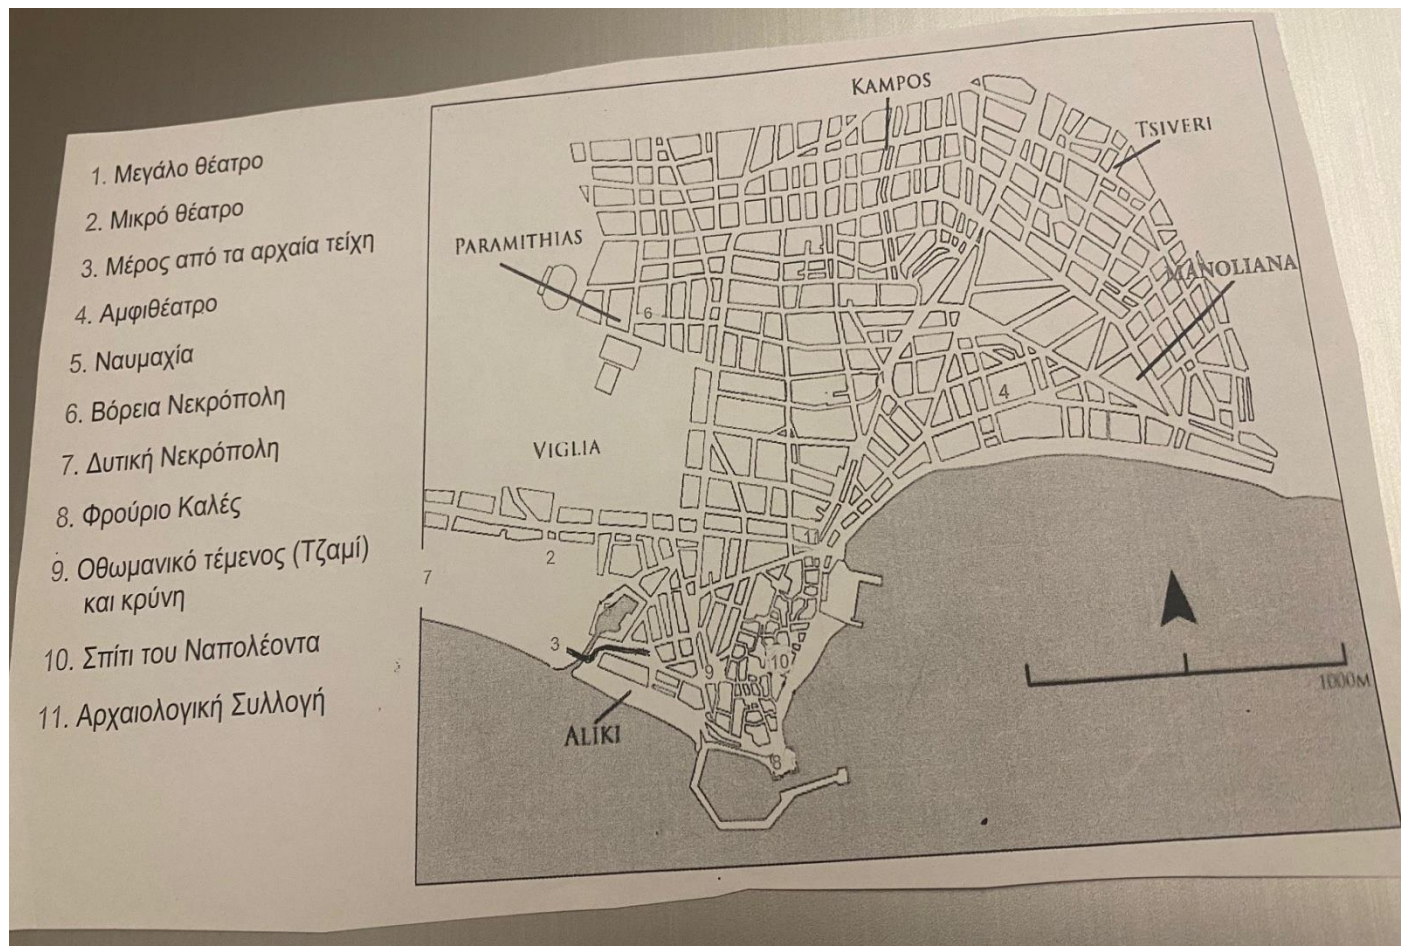 1. Μεγάλο θέατρο
2. Μικρό θέατρο
3. Μέρος από τα αρχαία τείχη
4. Αμφιθέατρο
5. Ναυμαχία
6. Βόρεια Νεκρόπολη
7. Δυτική Νεκρόπολη
8. Φρούριο Καλές
9. Οθωμανικό τέμενος (Τζαμί)
και κρύνη
10. Σπίτι του Ναπολέοντα
11. Αρχαιολογική Συλλογή
KAMPOS
TSIVERI
PARAMITHIAS
MANOLIANA
6
4
VIGLIA
11
2
7
3
9
10
1000M
ALIKI
8